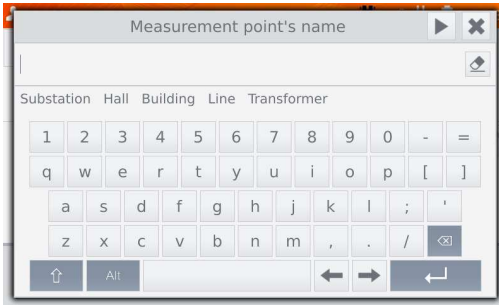 Measurement point's name
Substation Hall Building Line Transformer
1 2 3 4 5 6 7 8 9 0 - =
q w e r t y u i o p [ ]
a s d f g h j k l ; '
z x c v b n m , . /
Alt